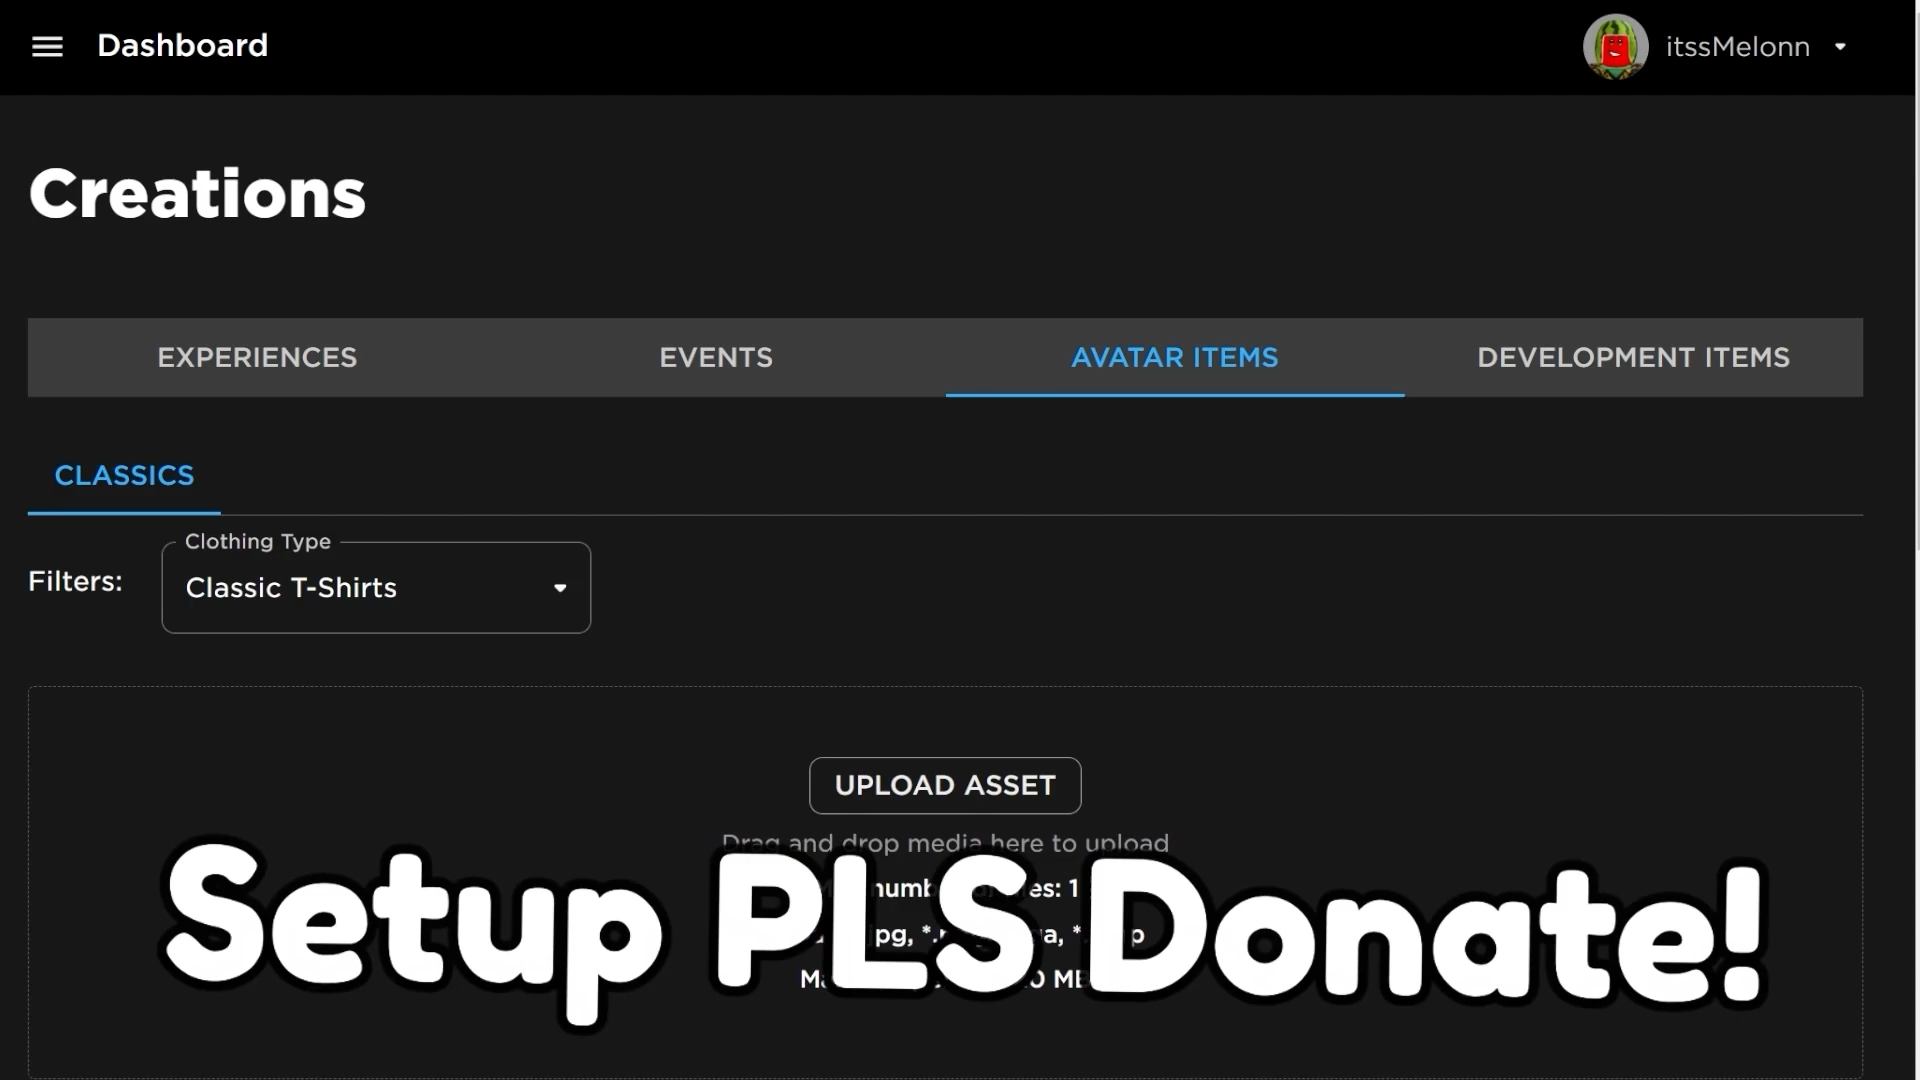 Dashboard
itssMelonn
Creations
EXPERIENCES
EVENTS
AVATAR ITEMS
DEVELOPMENT ITEMS
CLASSICS
Clothing Type
Filters:
Classic T-Shirts
UPLOAD ASSET
Drag and drop media here to upload
Setup PLS Donate!